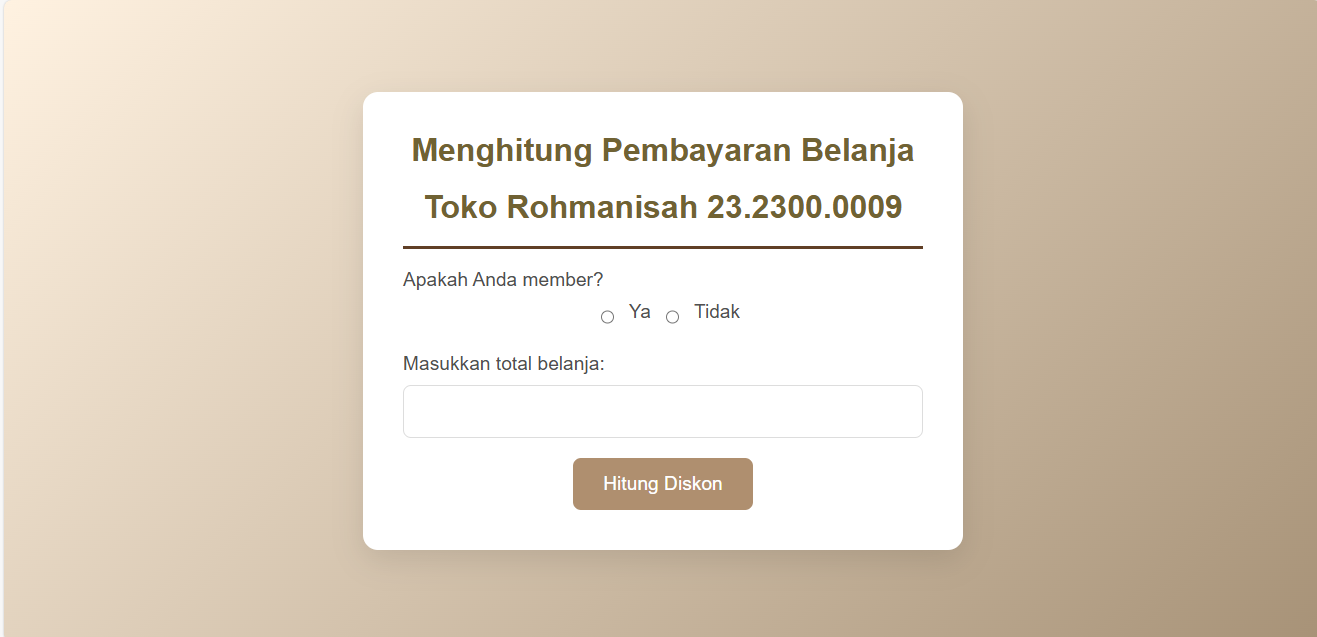 Menghitung Pembayaran Belanja
Toko Rohmanisah 23.2300.0009
Apakah Anda member?
Ya Tidak
Masukkan total belanja:
Hitung Diskon